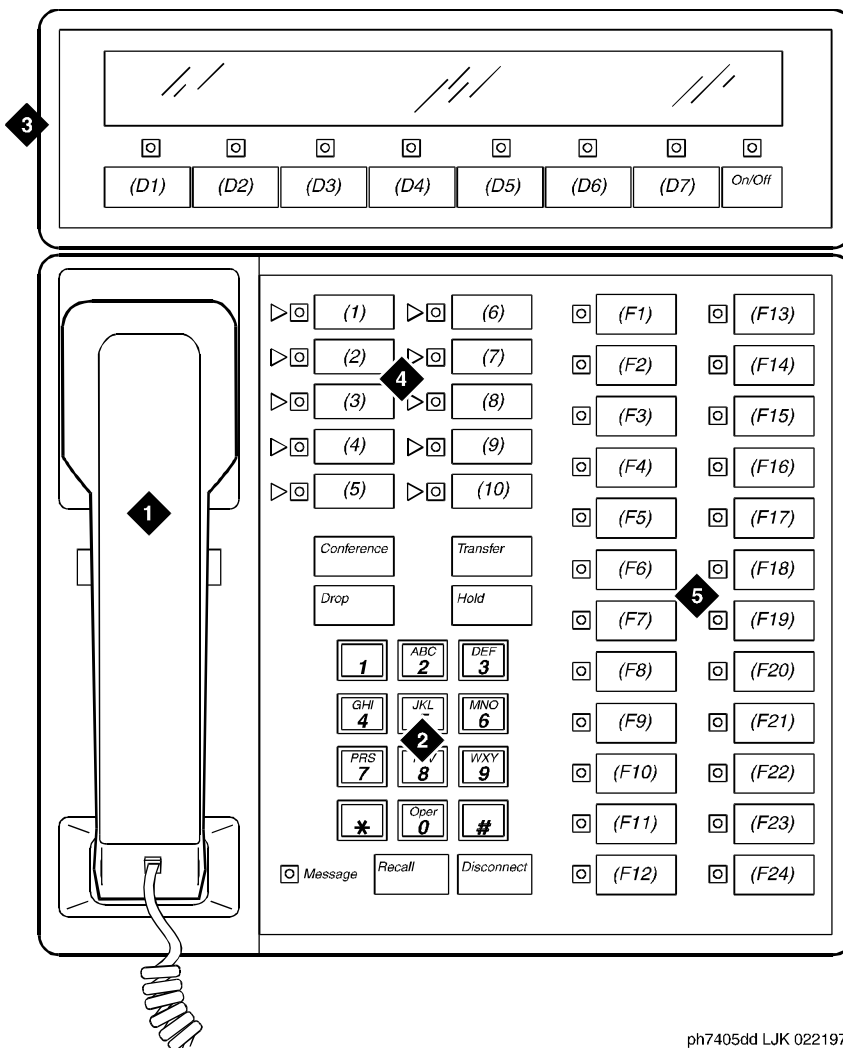 3
(D1) (D2) (D3) (D4) (D5) (D6) (D7) On/Off
(1) (6) (F1) (F13)
(2) (7) (F2) (F14)
4
(3) (8) (F3) (F15)
(4) (9) (F4) (F16)
(5) (10) (F5) (F17)
1
Conference Transfer (F6) (F18)
Drop Hold
5
(F7) (F19)
1 ABC 2 DEF 3 (F8) (F20)
GHI 4 JKL MNO 6 (F9) (F21)
2
PRS 7 8 WXY 9 (F10) (F22)
* Oper 0 # (F11) (F23)
Message Recall Disconnect (F12) (F24)
ph7405dd LJK 022197